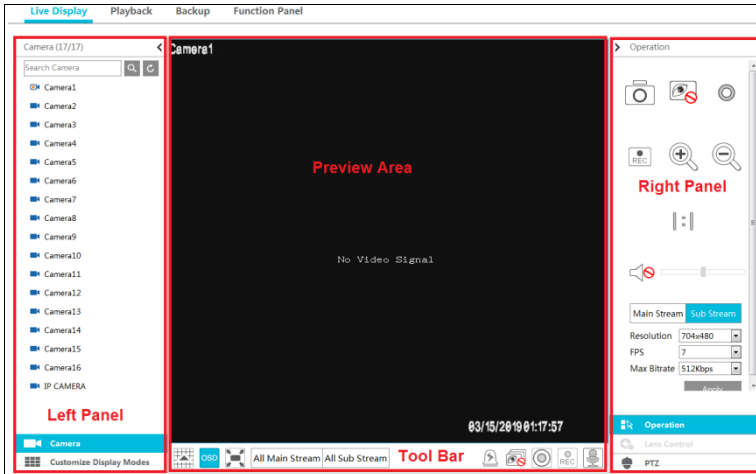 Live Display Playback Backup Function Panel
Camera (17/17)
Search Camera
Camera1
Camera2
Camera3
Camera4
Camera5
Camera6
Camera7
Camera8
Camera9
Camera10
Camera11
Camera12
Camera13
Camera14
Camera15
Camera16
IP CAMERA
Left Panel
Camera
Customize Display Modes
Camera1
Preview Area
No Video Signal
03/15/2019 01:17:57
OSD All Main Stream All Sub Stream Tool Bar REC
Operation
REC
Right Panel
Main Stream Sub Stream
Resolution 704x480
FPS 7
Max Bitrate 512Kbps
Apply
Operation
Lens Control
PTZ